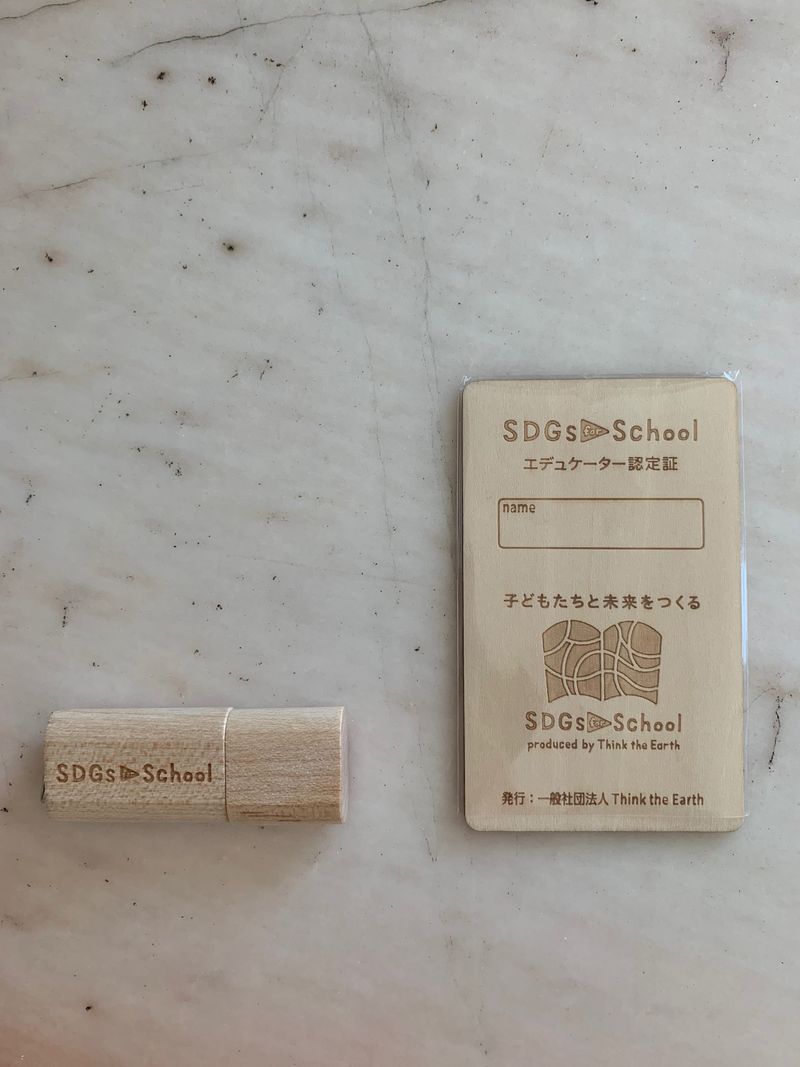 SDGs for School
エデュケーター認定証
name
子どもたちと未来をつくる
SDGs for School
produced by Think the Earth
発行：一般社団法人 Think the Earth
SDGs for School